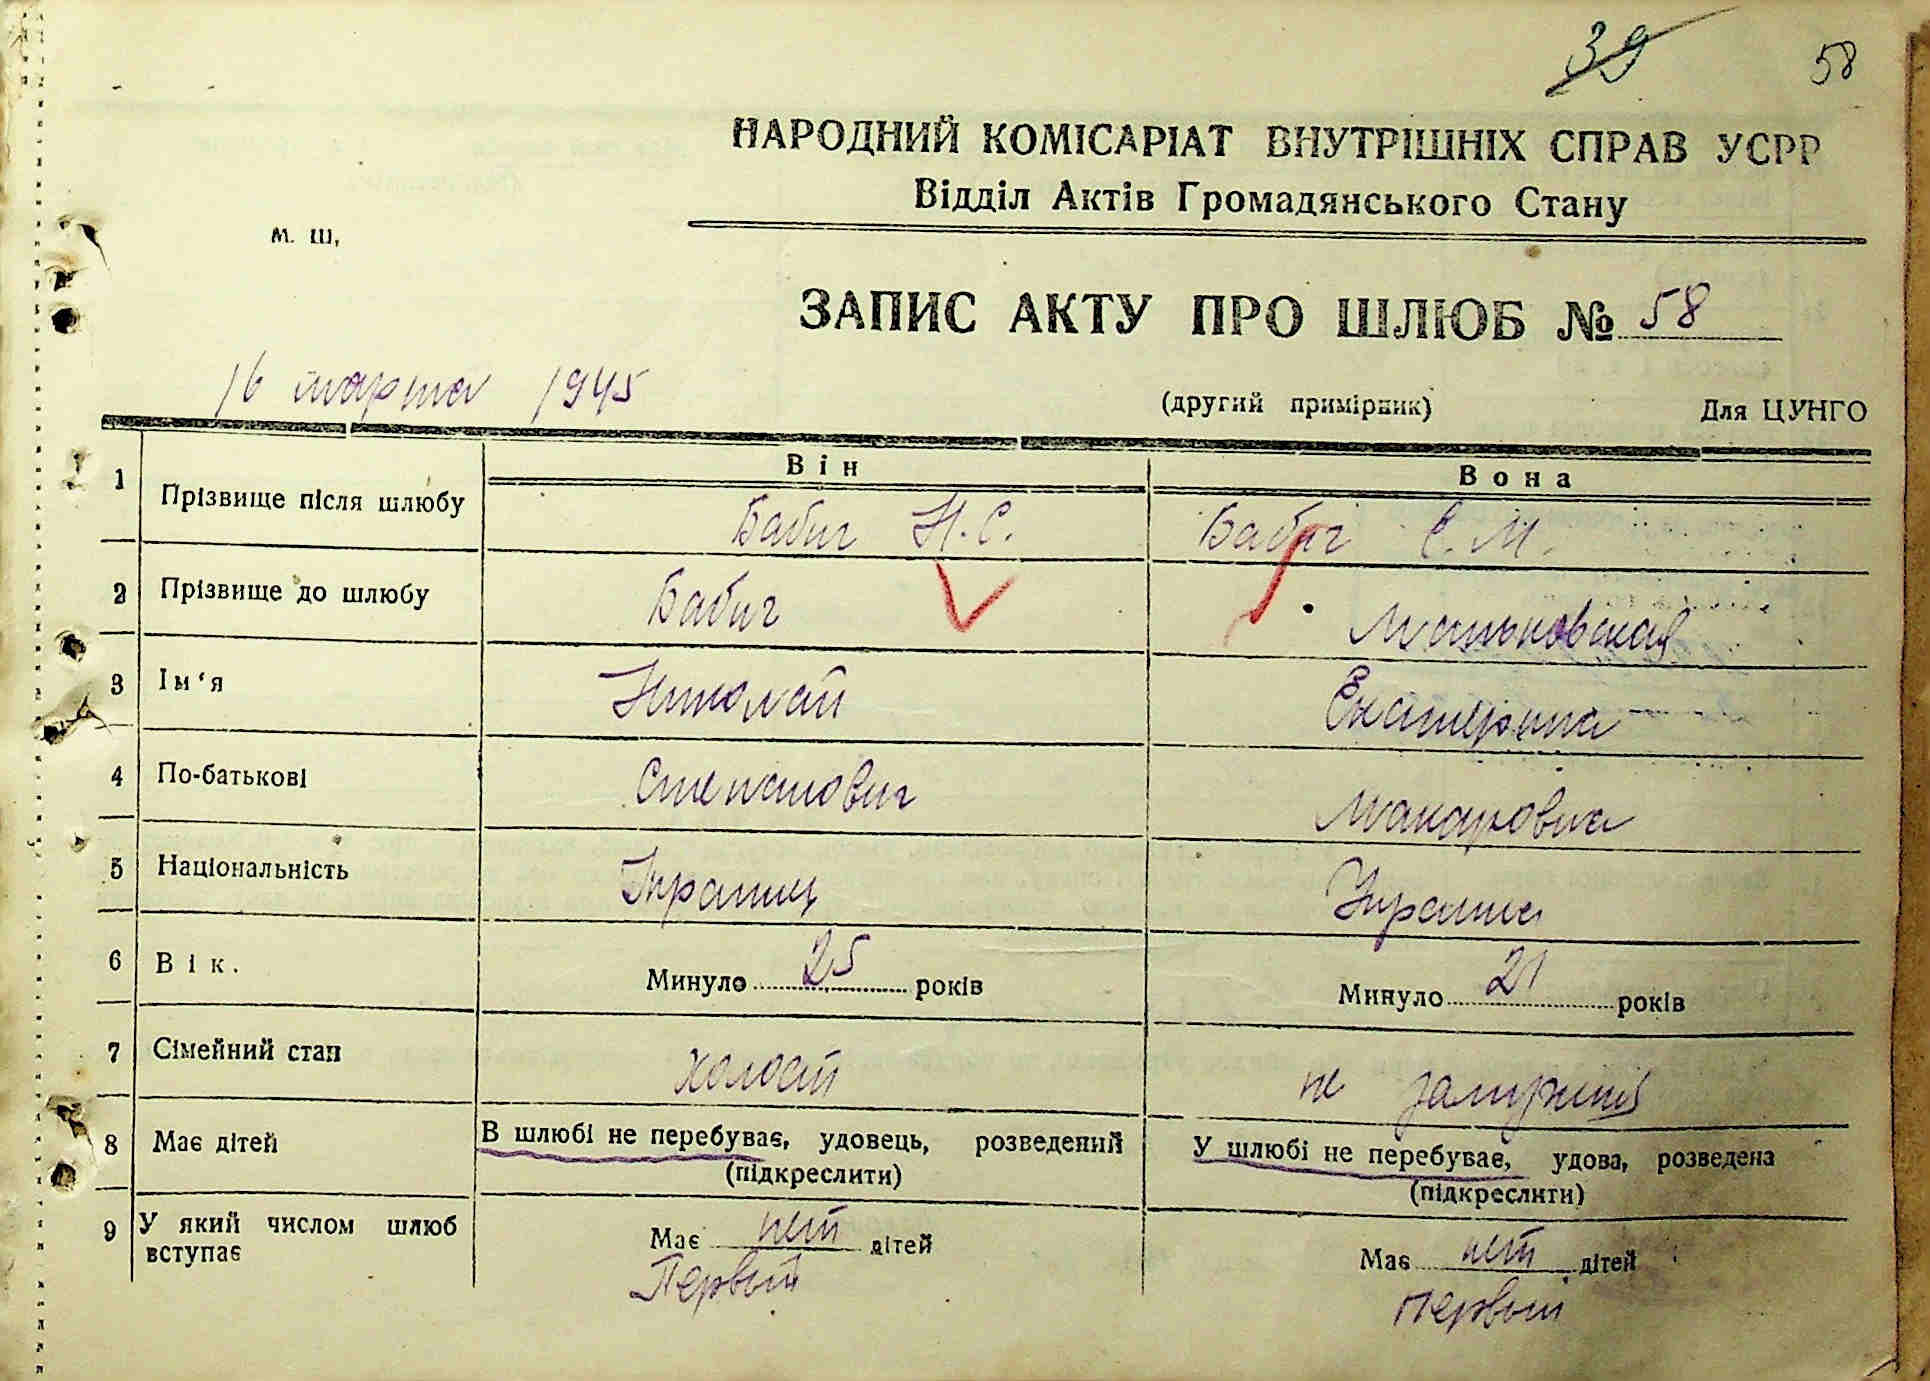 39 58
НАРОДНИЙ КОМІСАРІАТ ВНУТРІШНІХ СПРАВ УСРР
Відділ Актів Громадянського Стану
М. Ш.
ЗАПИС АКТУ ПРО ШЛЮБ № 58
16 марта 1945
(другий примірник) Для ЦУНГО
Він Вона
1 Прізвище після шлюбу Бабич Н.С. Бабич Е.М.
2 Прізвище до шлюбу Бабич Маньковская
3 Ім'я Николай Екатерина
4 По-батькові Степанович Макаровна
5 Національність Украинец Украинка
6 Вік. Минуло 25 років Минуло 21 років
7 Сімейний стан холост не замужний
8 Має дітей В шлюбі не перебуває, удовець, розведений У шлюбі не перебуває, удова, розведена
(підкреслити) (підкреслити)
9 У який числом шлюб Має нет дітей Має нет дітей
вступає Первый первый